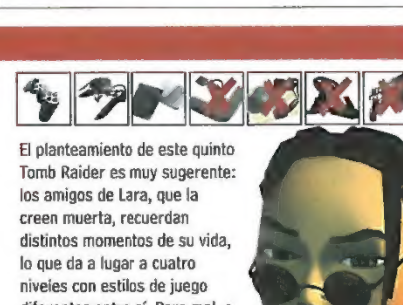 El planteamiento de este quinto
Tomb Raider es muy sugerente:
los amigos de Lara, que la
creen muerta, recuerdan
distintos momentos de su vida,
lo que da a lugar a cuatro
niveles con estilos de juego